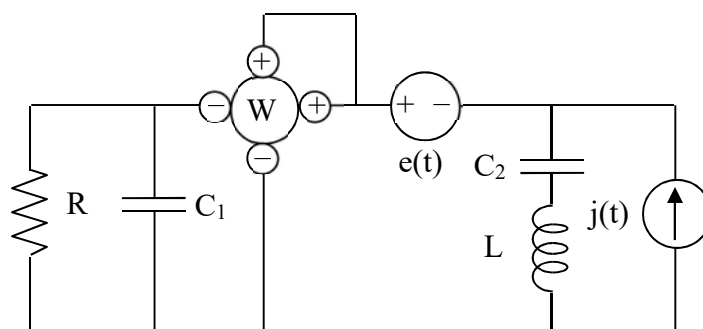 +
− W + + −
e(t) C₂
R C₁ −
j(t)
L